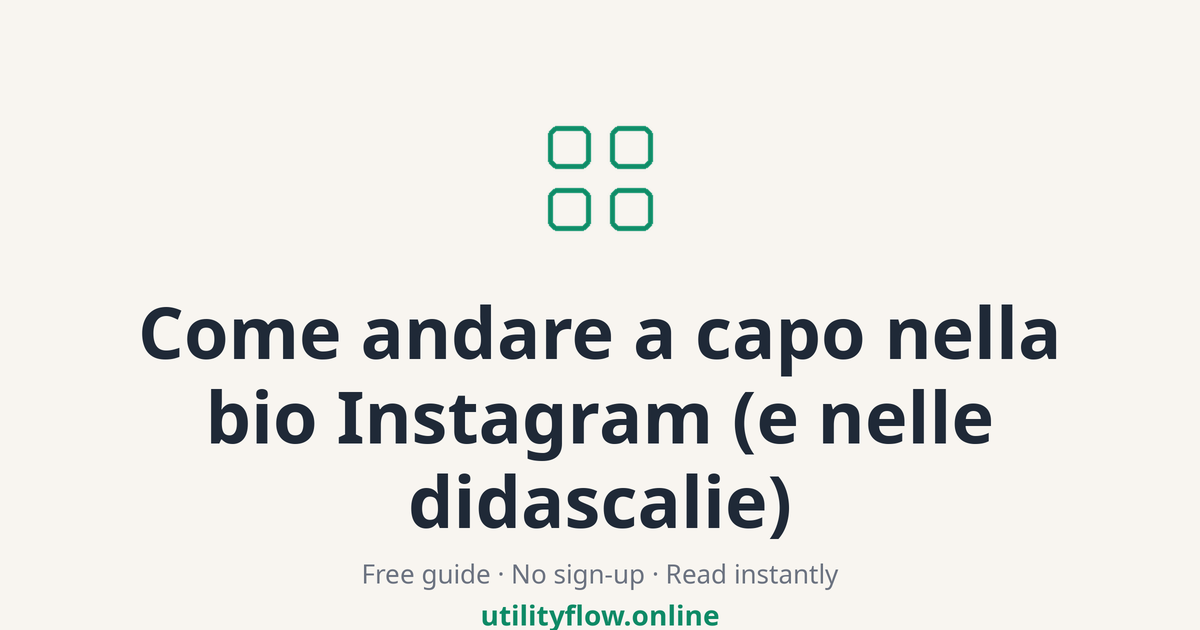 Come andare a capo nella
bio Instagram (e nelle
didascalie)
Free guide · No sign-up · Read instantly
utilityflow.online